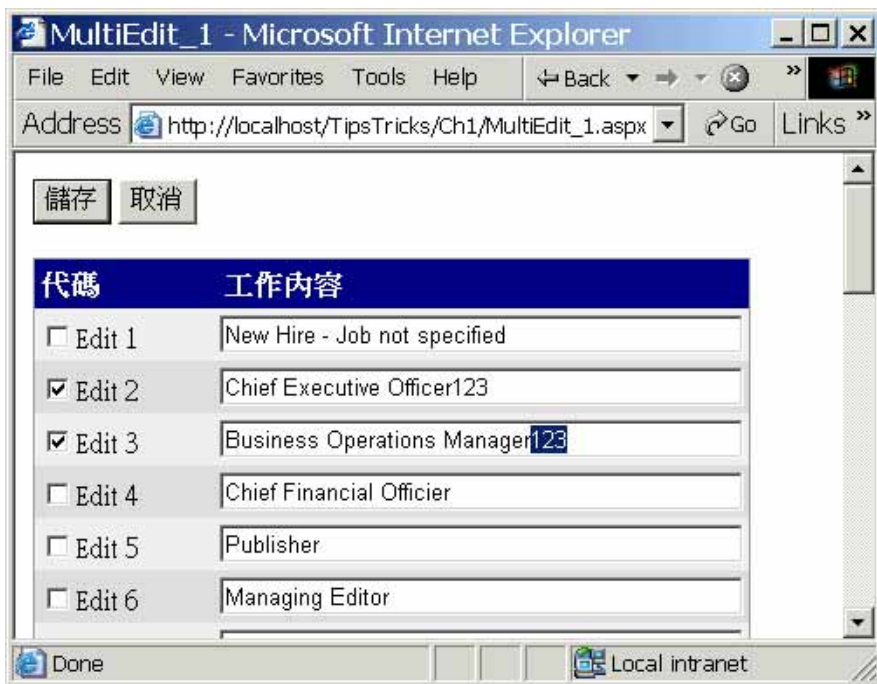 MultiEdit_1 - Microsoft Internet Explorer
File Edit View Favorites Tools Help Back »
Address http://localhost/TipsTricks/Ch1/MultiEdit_1.aspx Go Links »
儲存 取消
代碼 工作內容
Edit 1 New Hire - Job not specified
Edit 2 Chief Executive Officer123
Edit 3 Business Operations Manager123
Edit 4 Chief Financial Officier
Edit 5 Publisher
Edit 6 Managing Editor
Done Local intranet